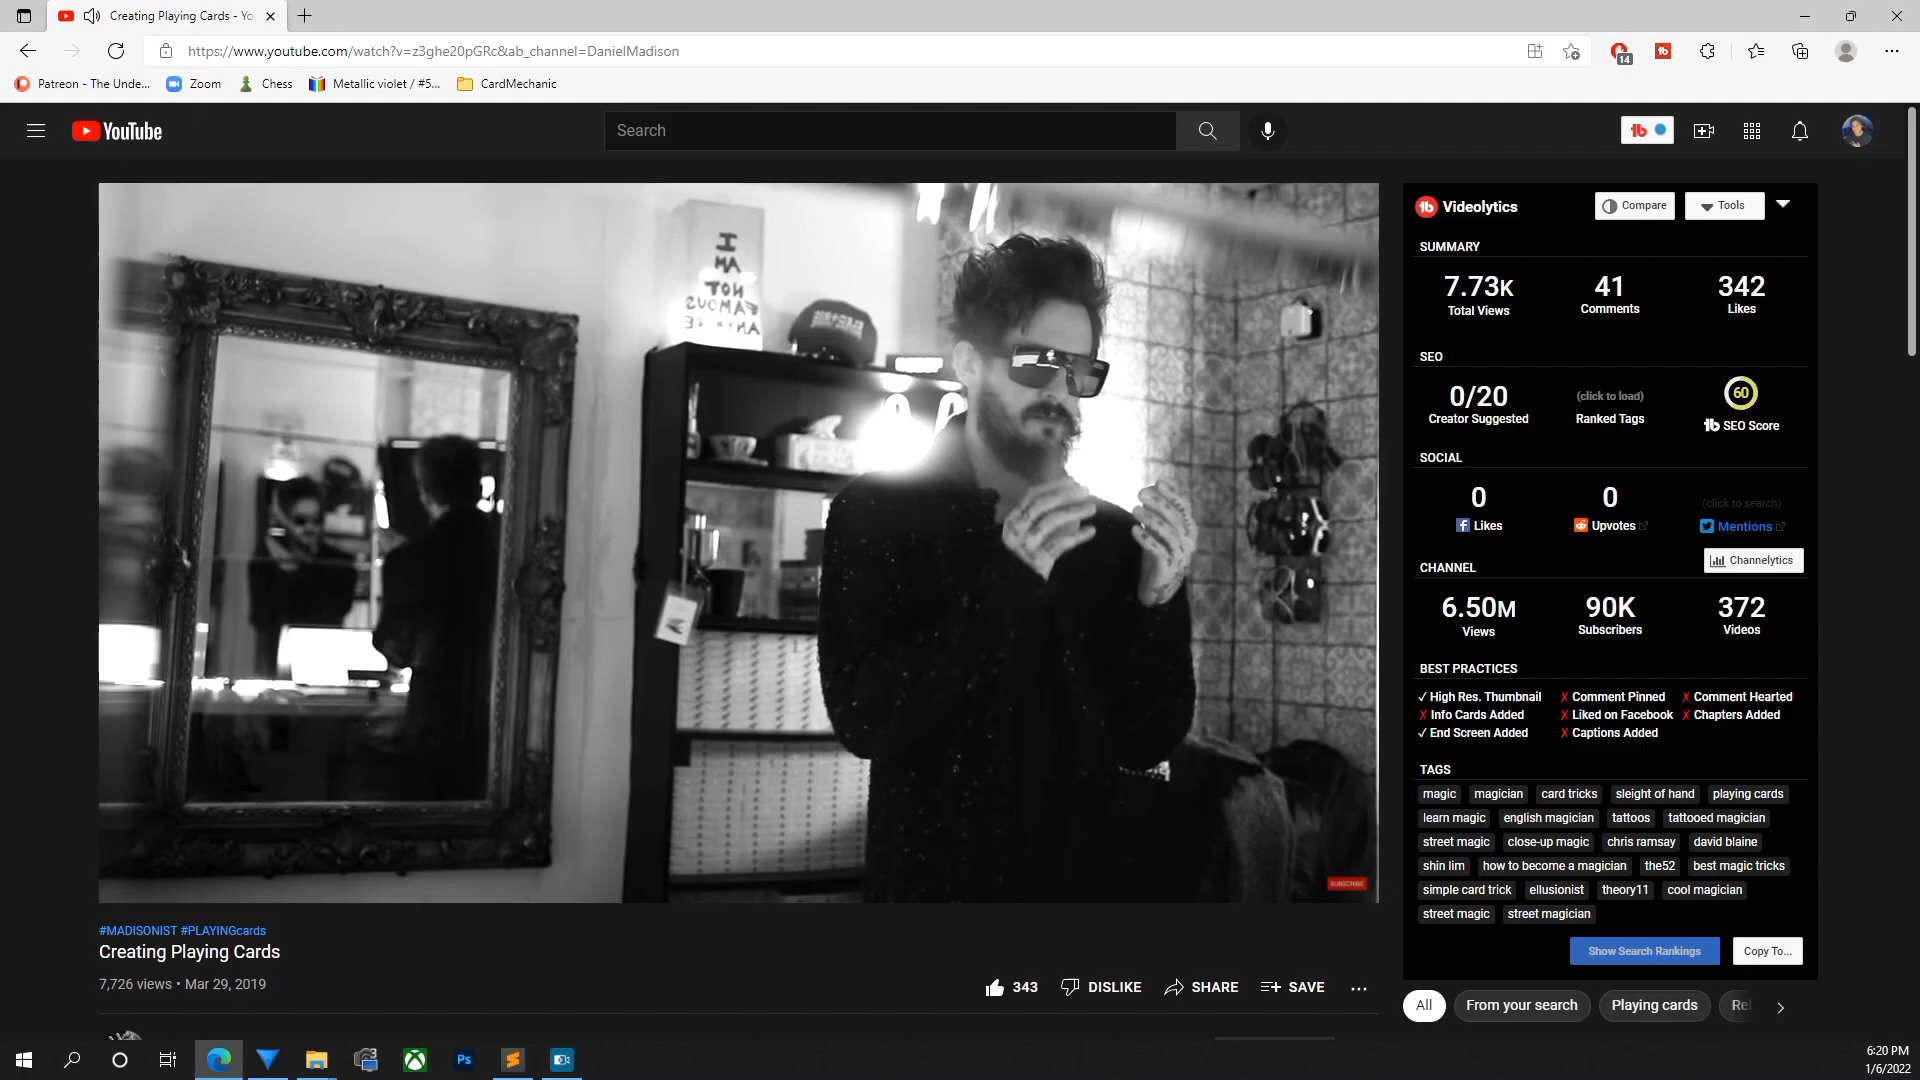 Creating Playing Cards - Yo
https://www.youtube.com/watch?v=z3ghe20pGRc&ab_channel=DanielMadison
14
Patreon - The Unde...
Zoom
Chess
Metallic violet / #5...
CardMechanic
YouTube
Search
I
AM
NOT
FAMOUS
SUBSCRIBE
Videolytics
Compare
Tools
SUMMARY
7.73K 41 342
Total Views Comments Likes
SEO
0/20 (click to load) 60
Creator Suggested Ranked Tags SEO Score
SOCIAL
0 0 (click to search)
Likes Upvotes Mentions
CHANNEL Channelytics
6.50M 90K 372
Views Subscribers Videos
BEST PRACTICES
✓ High Res. Thumbnail ✗ Comment Pinned ✗ Comment Hearted
✗ Info Cards Added ✗ Liked on Facebook ✗ Chapters Added
✓ End Screen Added ✗ Captions Added
TAGS
magic magician card tricks sleight of hand playing cards
learn magic english magician tattoos tattooed magician
street magic close-up magic chris ramsay david blaine
shin lim how to become a magician the52 best magic tricks
simple card trick ellusionist theory11 cool magician
street magic street magician
Show Search Rankings Copy To...
#MADISONIST #PLAYINGcards
Creating Playing Cards
7,726 views • Mar 29, 2019
343 DISLIKE SHARE SAVE ...
All From your search Playing cards Rel
Ps
6:20 PM
1/6/2022